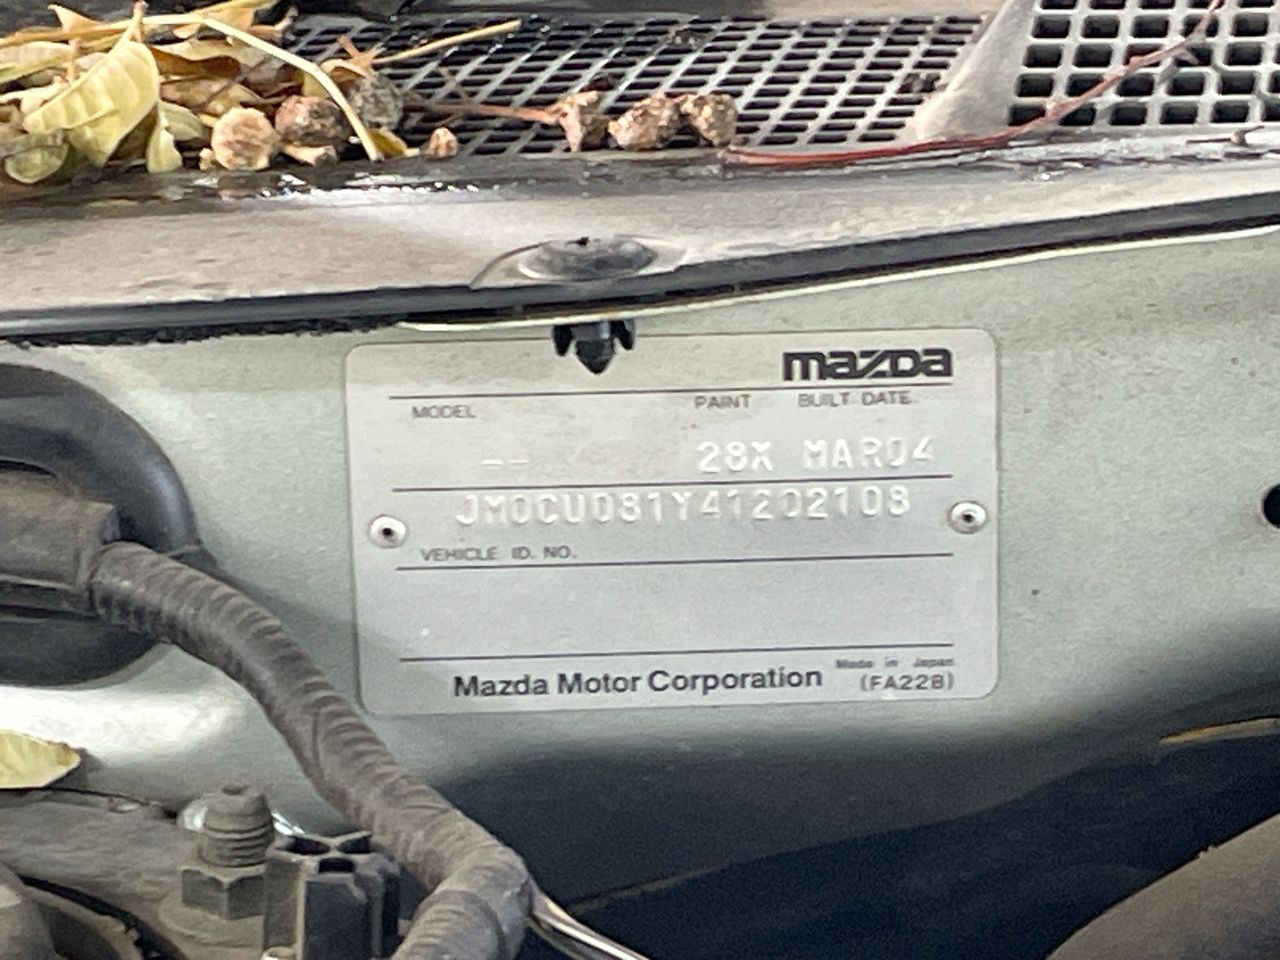 mazda
MODEL PAINT BUILT DATE
-- 28X MAR04
JM0CU081Y41202108
VEHICLE ID. NO.
Mazda Motor Corporation Made in Japan
(FA22B)